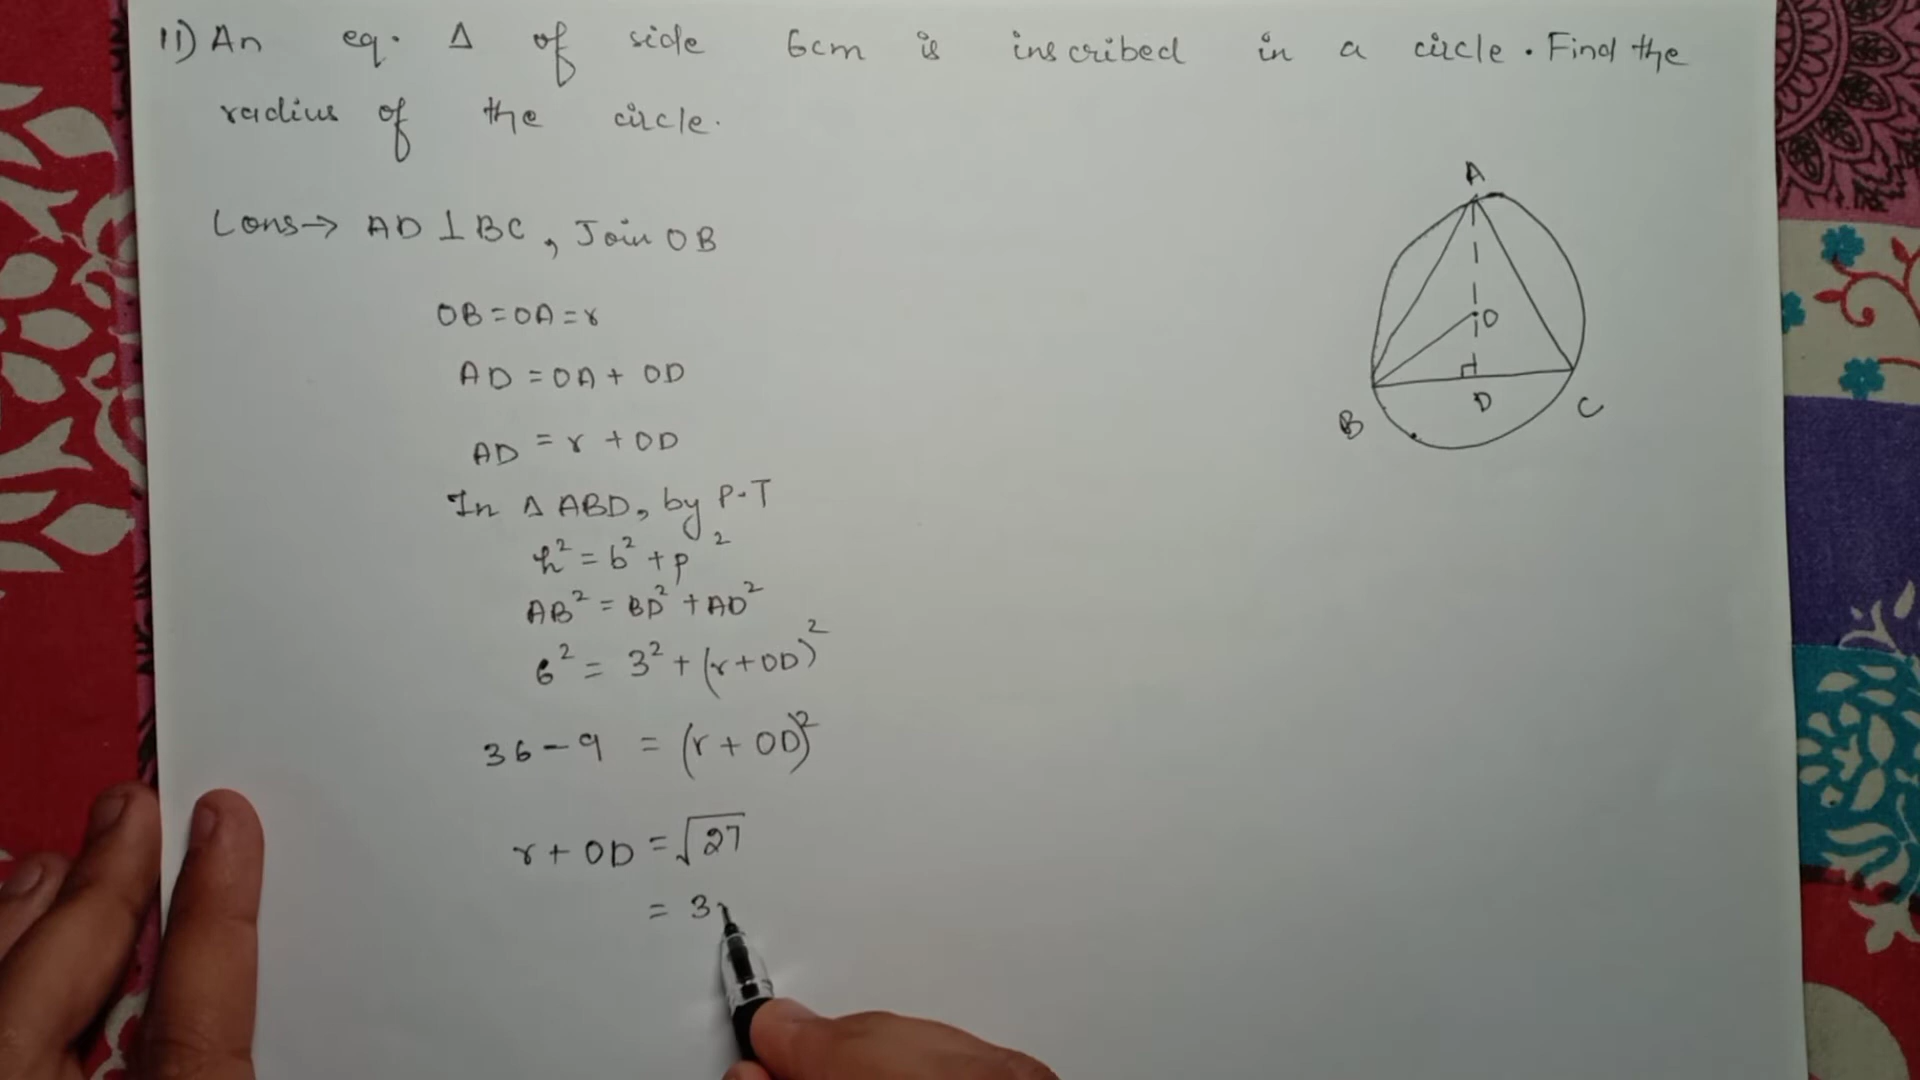 11) An eq. Δ of side 6cm is inscribed in a circle. Find the
radius of the circle.
Cons→ AD ⊥ BC, Join OB
OB = OA = r
AD = OA + OD
AD = r + OD
In Δ ABD, by P.T
h² = b² + p²
AB² = BD² + AD²
6² = 3² + (r + OD)²
36 - 9 = (r + OD)²
r + OD = √27
= 3
A
O
D
B
C